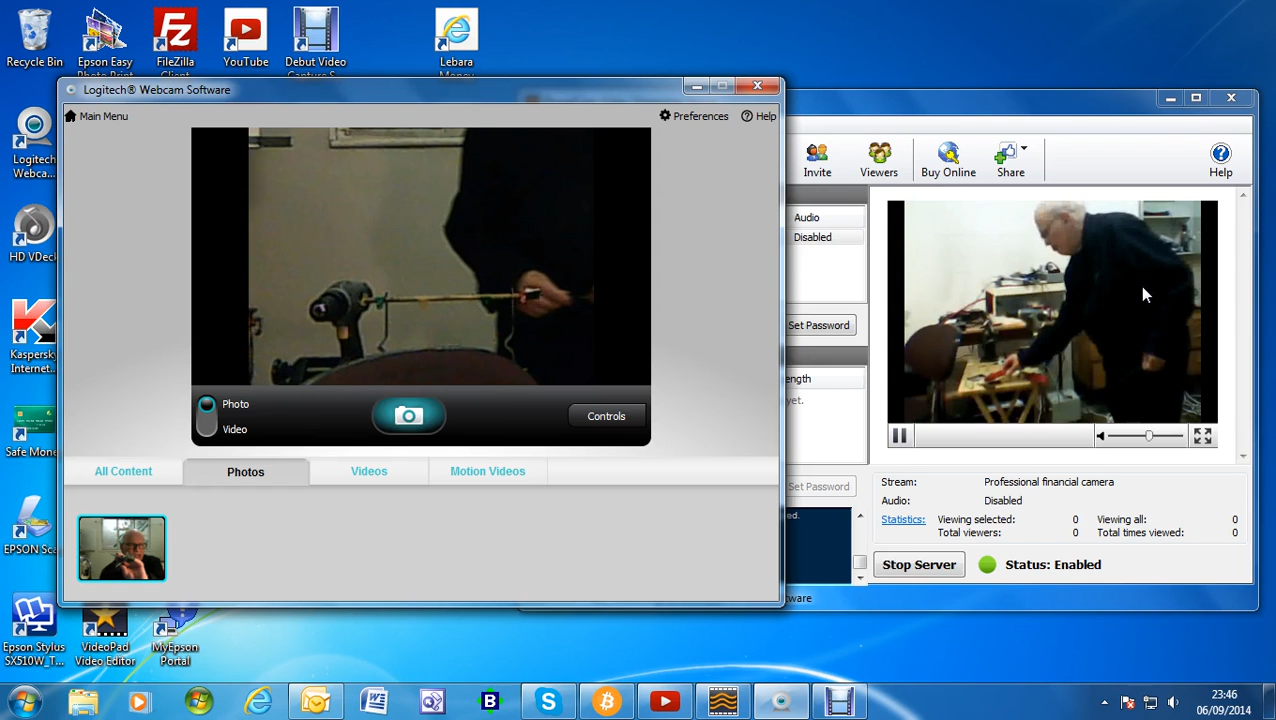 Recycle Bin
Epson Easy
Photo Print
FileZilla
Client
YouTube
Debut Video
Capture S...
Lebara
Money
Logitech
Webca...
HD VDeck
Kaspersky
Internet...
Safe Mone
EPSON Sca
Epson Stylus
SX510W_T...
VideoPad
Video Editor
MyEpson
Portal
Logitech® Webcam Software
Main Menu
Preferences
Help
Photo
Video
Controls
All Content
Photos
Videos
Motion Videos
Invite
Viewers
Buy Online
Share
Help
Audio
Disabled
Set Password
ength
yet.
Set Password
ed.
Stream: Professional financial camera
Audio: Disabled
Statistics: Viewing selected: 0 Viewing all: 0
Total viewers: 0 Total times viewed: 0
Stop Server
Status: Enabled
tware
23:46
06/09/2014